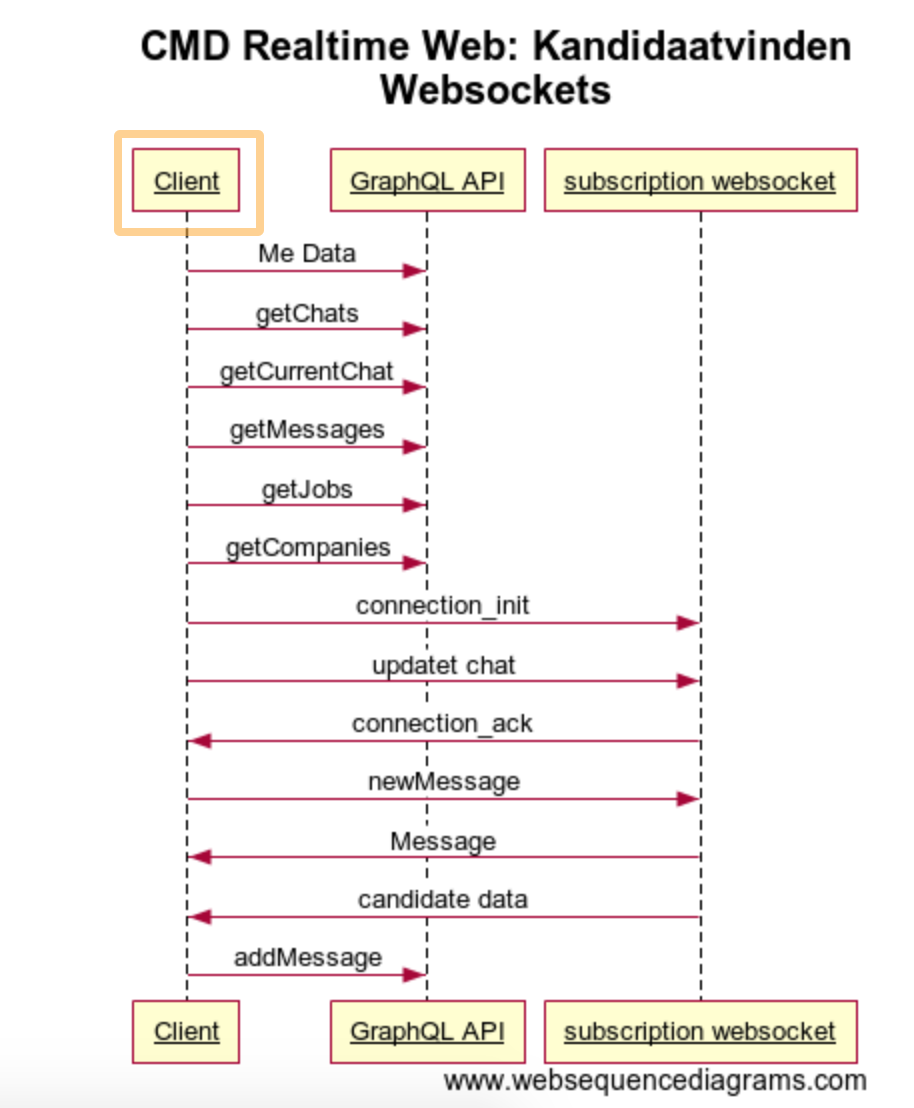 CMD Realtime Web: Kandidaatvinden
Websockets
Client
GraphQL API
subscription websocket
Me Data
getChats
getCurrentChat
getMessages
getJobs
getCompanies
connection_init
updatet chat
connection_ack
newMessage
Message
candidate data
addMessage
Client
GraphQL API
subscription websocket
www.websequencediagrams.com